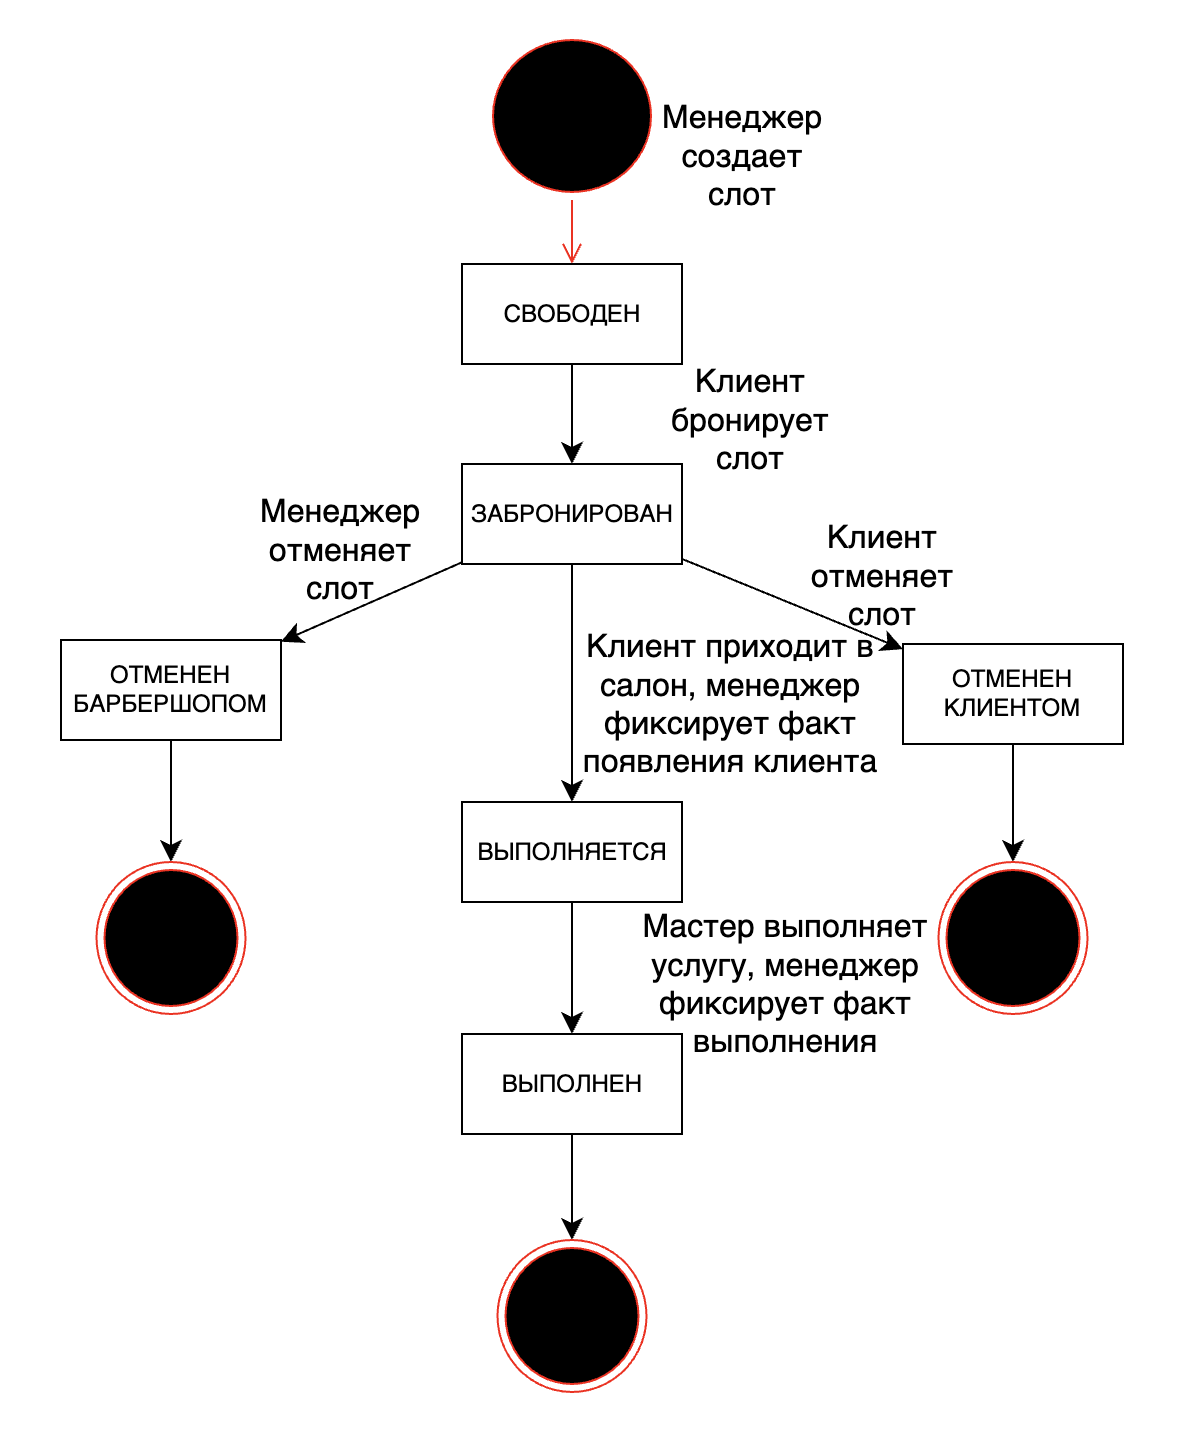 Менеджер
создает
слот
СВОБОДЕН
Клиент
бронирует
слот
ЗАБРОНИРОВАН
Менеджер
отменяет
слот
Клиент
отменяет
слот
ОТМЕНЕН
БАРБЕРШОПОМ
Клиент приходит в
салон, менеджер
фиксирует факт
появления клиента
ОТМЕНЕН
КЛИЕНТОМ
ВЫПОЛНЯЕТСЯ
Мастер выполняет
услугу, менеджер
фиксирует факт
выполнения
ВЫПОЛНЕН